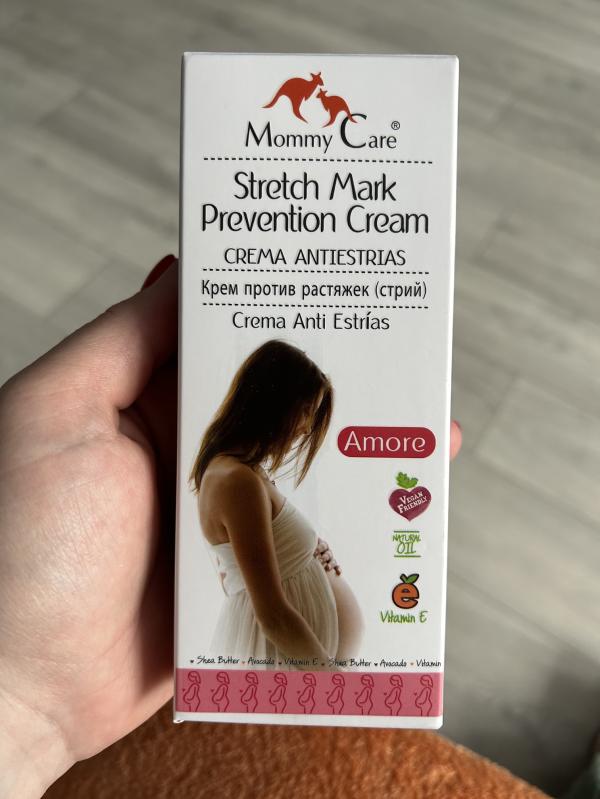 Mommy Care®
Stretch Mark
Prevention Cream
CREMA ANTIESTRIAS
Крем против растяжек (стрий)
Crema Anti Estrías
Amore
VEGAN
FRIENDLY
NATURAL
OIL
e
Vitamin E
Shea Butter • Avocado • Vitamin E • Shea Butter • Avocado • Vitamin